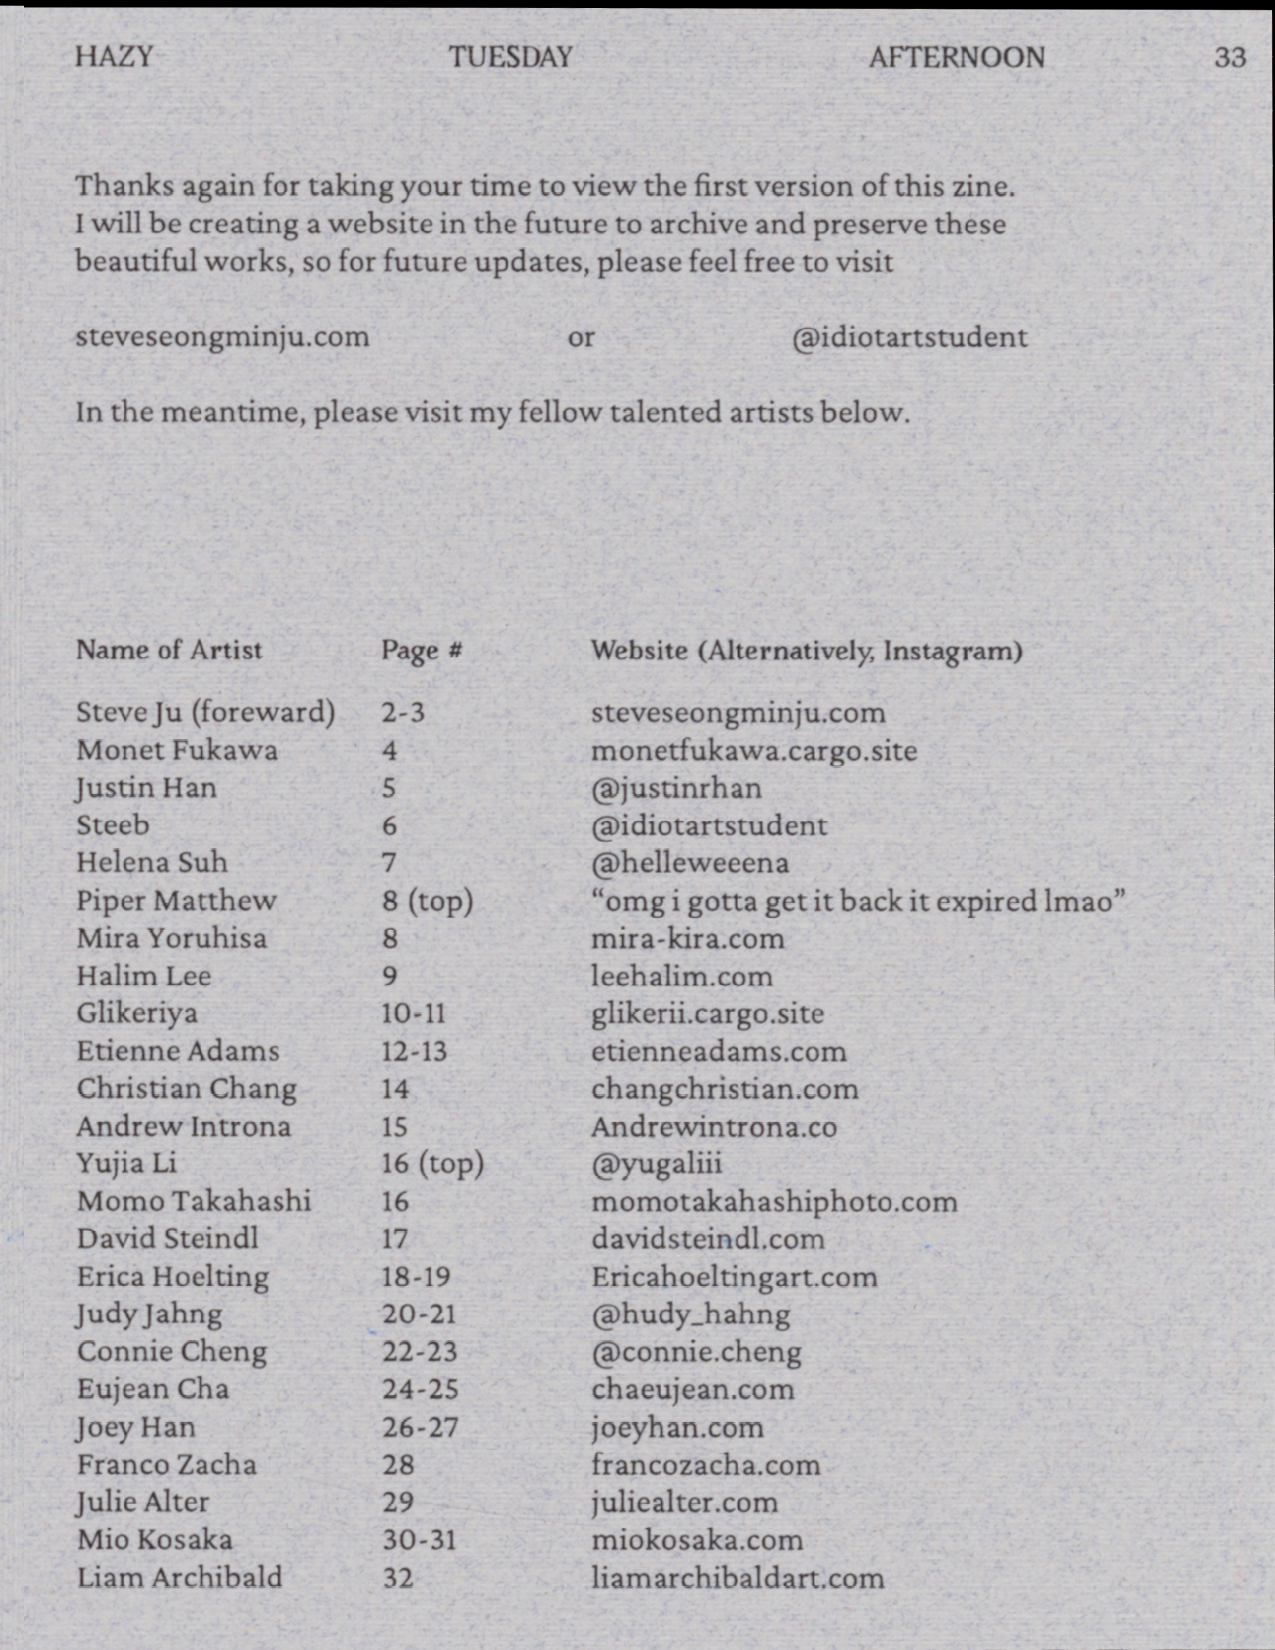 HAZY TUESDAY AFTERNOON 33
Thanks again for taking your time to view the first version of this zine.
I will be creating a website in the future to archive and preserve these
beautiful works, so for future updates, please feel free to visit
steveseongminju.com or @idiotartstudent
In the meantime, please visit my fellow talented artists below.
Name of Artist Page # Website (Alternatively, Instagram)
Steve Ju (foreward) 2-3 steveseongminju.com
Monet Fukawa 4 monetfukawa.cargo.site
Justin Han 5 @justinrhan
Steeb 6 @idiotartstudent
Helena Suh 7 @helleweeena
Piper Matthew 8 (top) “omg i gotta get it back it expired lmao”
Mira Yoruhisa 8 mira-kira.com
Halim Lee 9 leehalim.com
Glikeriya 10-11 glikerii.cargo.site
Etienne Adams 12-13 etienneadams.com
Christian Chang 14 changchristian.com
Andrew Introna 15 Andrewintrona.co
Yujia Li 16 (top) @yugaliii
Momo Takahashi 16 momotakahashiphoto.com
David Steindl 17 davidsteindl.com
Erica Hoelting 18-19 Ericahoeltingart.com
Judy Jahng 20-21 @hudy_hahng
Connie Cheng 22-23 @connie.cheng
Eujean Cha 24-25 chaeujean.com
Joey Han 26-27 joeyhan.com
Franco Zacha 28 francozacha.com
Julie Alter 29 juliealter.com
Mio Kosaka 30-31 miokosaka.com
Liam Archibald 32 liamarchibaldart.com